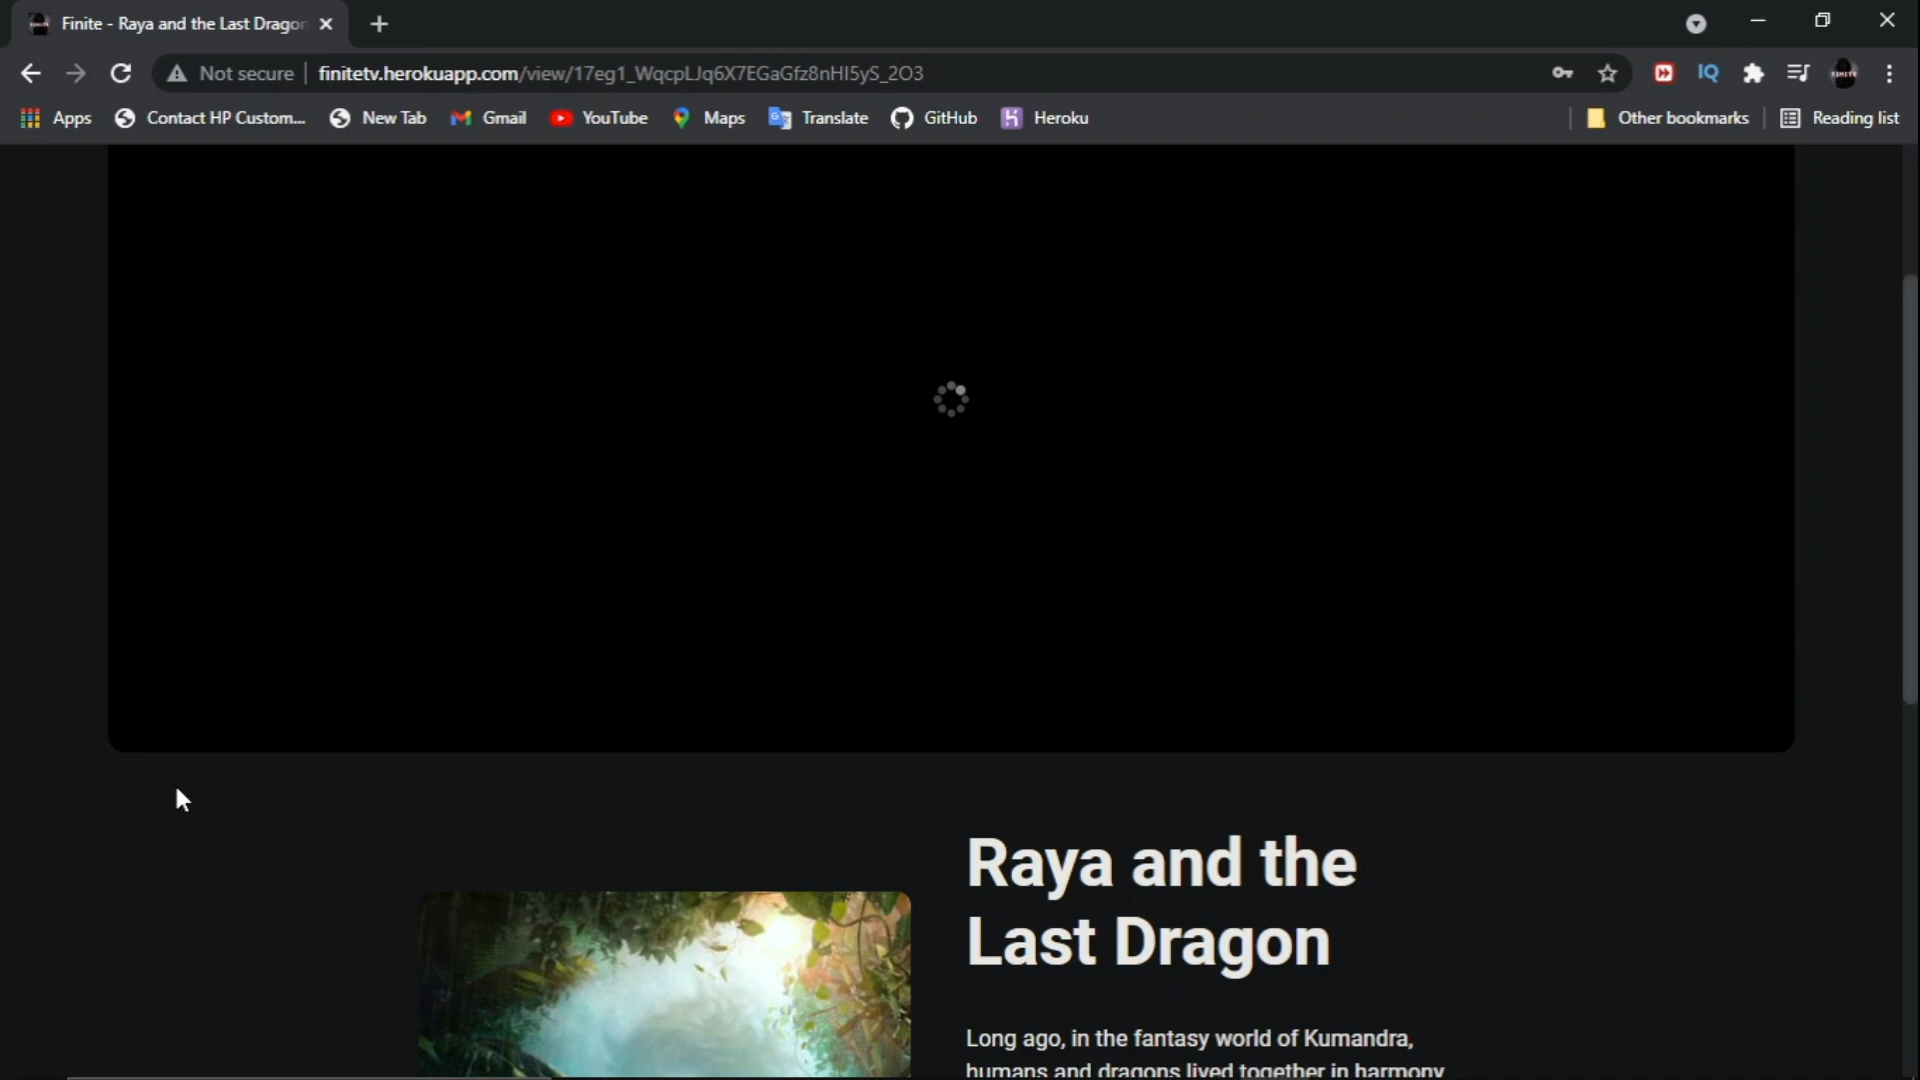 Finite - Raya and the Last Dragon
Not secure | finitetv.herokuapp.com/view/17eg1_WqcpLJq6X7EGaGfz8nHI5yS_2O3
IQ
Apps Contact HP Custom... New Tab Gmail YouTube Maps Translate GitHub Heroku Other bookmarks Reading list
Raya and the
Last Dragon
Long ago, in the fantasy world of Kumandra,
humans and dragons lived together in harmony